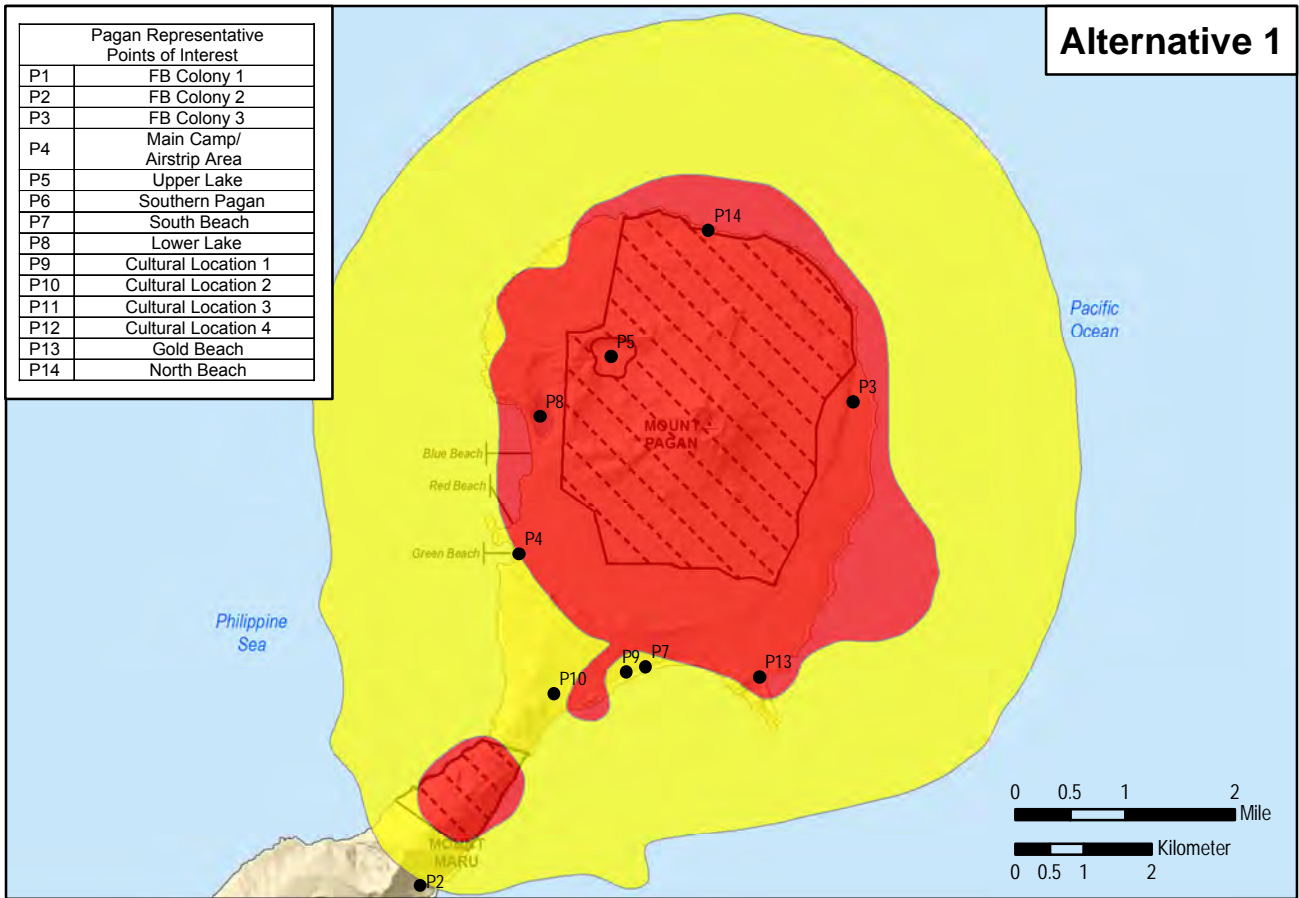 Pagan Representative
Points of Interest
P1 FB Colony 1
P2 FB Colony 2
P3 FB Colony 3
P4 Main Camp/
Airstrip Area
P5 Upper Lake
P6 Southern Pagan
P7 South Beach
P8 Lower Lake
P9 Cultural Location 1
P10 Cultural Location 2
P11 Cultural Location 3
P12 Cultural Location 4
P13 Gold Beach
P14 North Beach
Alternative 1
P14
Pacific
Ocean
P5
P3
P8
MOUNT
PAGAN
Blue Beach
Red Beach
P4
Green Beach
Philippine
Sea
P9
P7
P13
P10
0 0.5 1 2
Mile
MOUNT
MARU
Kilometer
0 0.5 1 2
P2